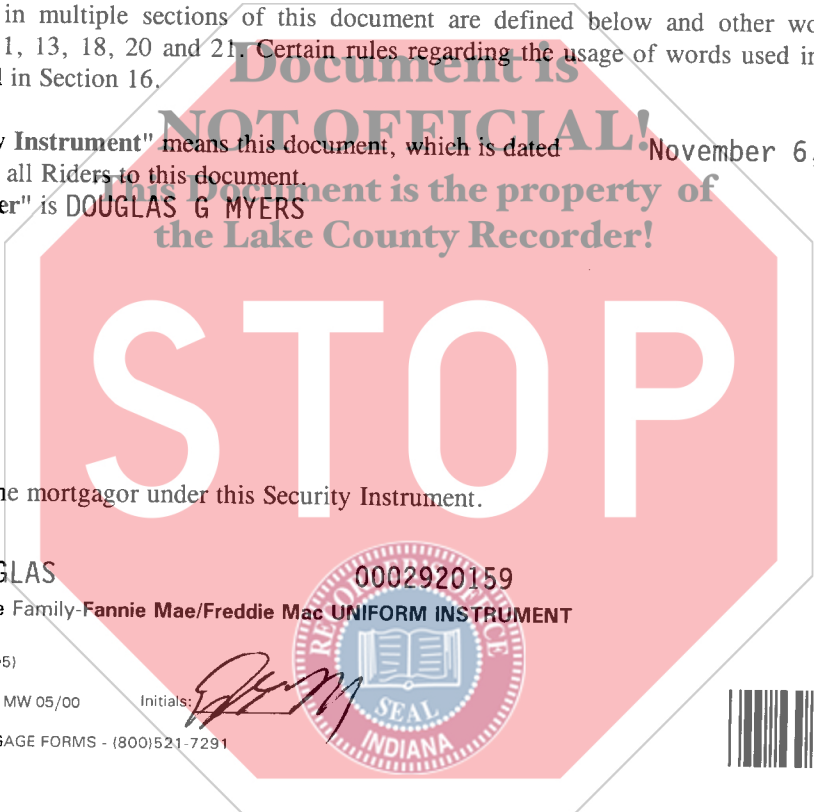 in multiple sections of this document are defined below and other wo
1, 13, 18, 20 and 21. Certain rules regarding the usage of words used in
in Section 16.
Document is
NOT OFFICIAL!
y Instrument" means this document, which is dated November 6,
all Riders to this document.
This Document is the property of
er" is DOUGLAS G MYERS
the Lake County Recorder!
STOP
ne mortgagor under this Security Instrument.
GLAS 0002920159
e Family-Fannie Mae/Freddie Mac UNIFORM INSTRUMENT
RECORDER OFFICE
SEAL
INDIANA
5)
MW 05/00 Initials:
GAGE FORMS - (800)521-7291